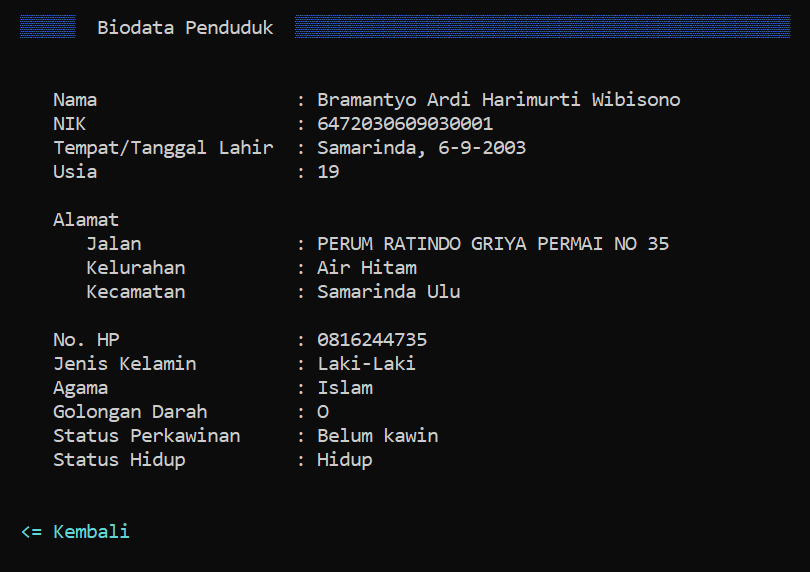 Biodata Penduduk
Nama : Bramantyo Ardi Harimurti Wibisono
NIK : 6472030609030001
Tempat/Tanggal Lahir : Samarinda, 6-9-2003
Usia : 19
Alamat
Jalan : PERUM RATINDO GRIYA PERMAI NO 35
Kelurahan : Air Hitam
Kecamatan : Samarinda Ulu
No. HP : 0816244735
Jenis Kelamin : Laki-Laki
Agama : Islam
Golongan Darah : O
Status Perkawinan : Belum kawin
Status Hidup : Hidup
<= Kembali